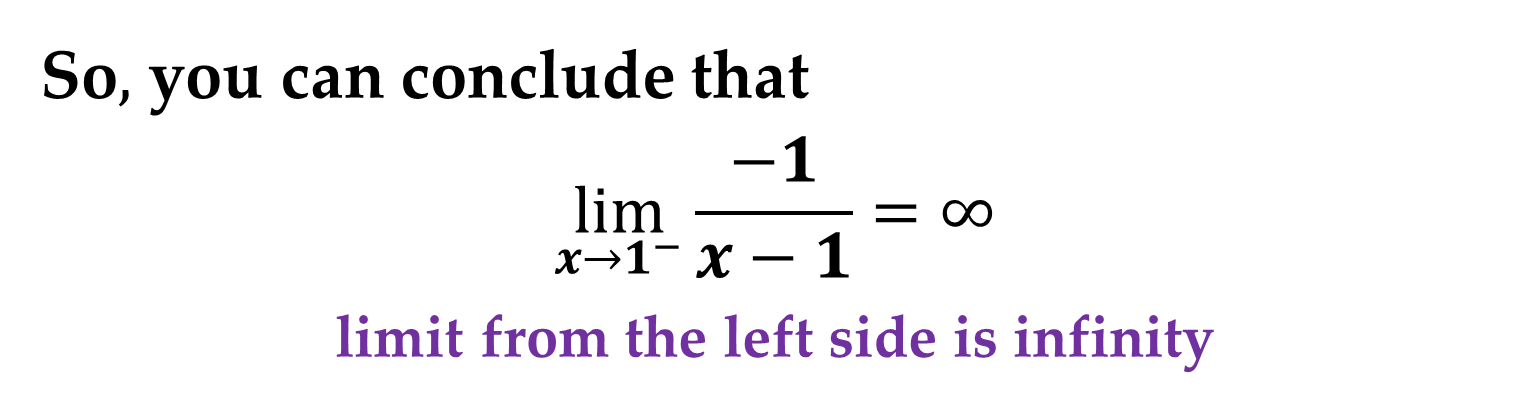 So, you can conclude that
lim x→1⁻ −1/(x − 1) = ∞
limit from the left side is infinity